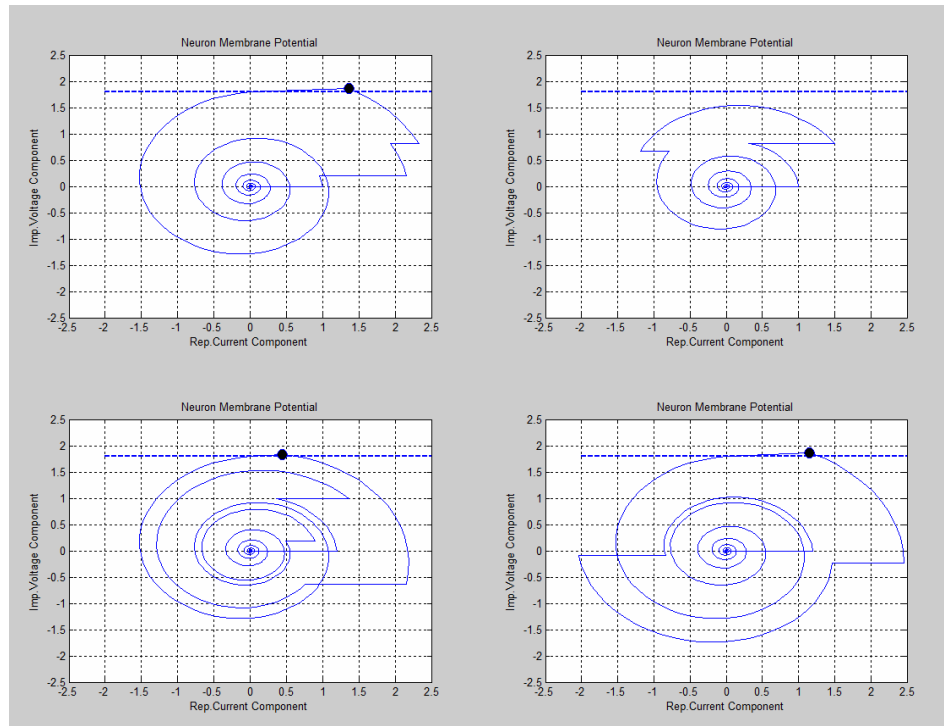 Neuron Membrane Potential
2.5
2
1.5
1
0.5
0
-0.5
-1
-1.5
-2
-2.5
Imp.Voltage Component
-2.5 -2 -1.5 -1 -0.5 0 0.5 1 1.5 2 2.5
Rep.Current Component
Neuron Membrane Potential
2.5
2
1.5
1
0.5
0
-0.5
-1
-1.5
-2
-2.5
Imp.Voltage Component
-2.5 -2 -1.5 -1 -0.5 0 0.5 1 1.5 2 2.5
Rep.Current Component
Neuron Membrane Potential
2.5
2
1.5
1
0.5
0
-0.5
-1
-1.5
-2
-2.5
Imp.Voltage Component
-2.5 -2 -1.5 -1 -0.5 0 0.5 1 1.5 2 2.5
Rep.Current Component
Neuron Membrane Potential
2.5
2
1.5
1
0.5
0
-0.5
-1
-1.5
-2
-2.5
Imp.Voltage Component
-2.5 -2 -1.5 -1 -0.5 0 0.5 1 1.5 2 2.5
Rep.Current Component